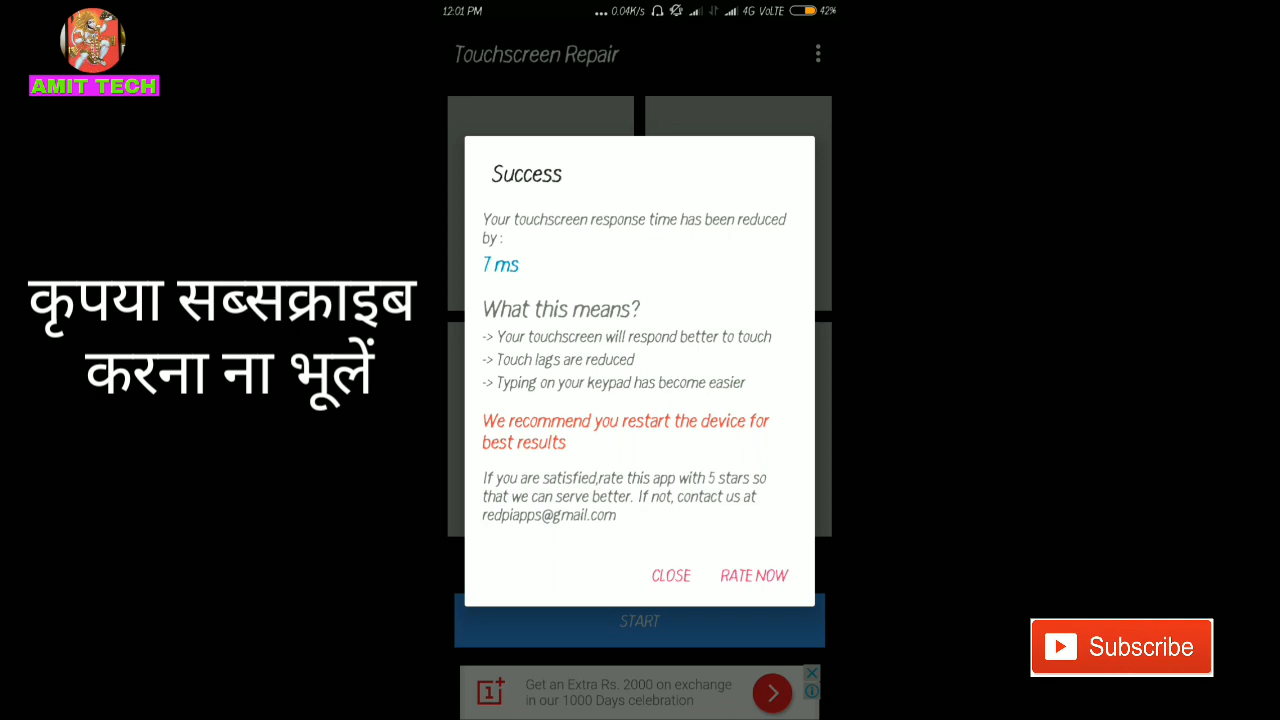 12:01 PM
... 0.04K/s 4G VoLTE 42%
Touchscreen Repair
AMIT TECH
Success
Your touchscreen response time has been reduced
by :
7 ms
What this means?
-> Your touchscreen will respond better to touch
-> Touch lags are reduced
-> Typing on your keypad has become easier
We recommend you restart the device for
best results
If you are satisfied,rate this app with 5 stars so
that we can serve better. If not, contact us at
redpiapps@gmail.com
CLOSE RATE NOW
START
Get an Extra Rs. 2000 on exchange
in our 1000 Days celebration
कृपया सब्सक्राइब
करना ना भूलें
Subscribe